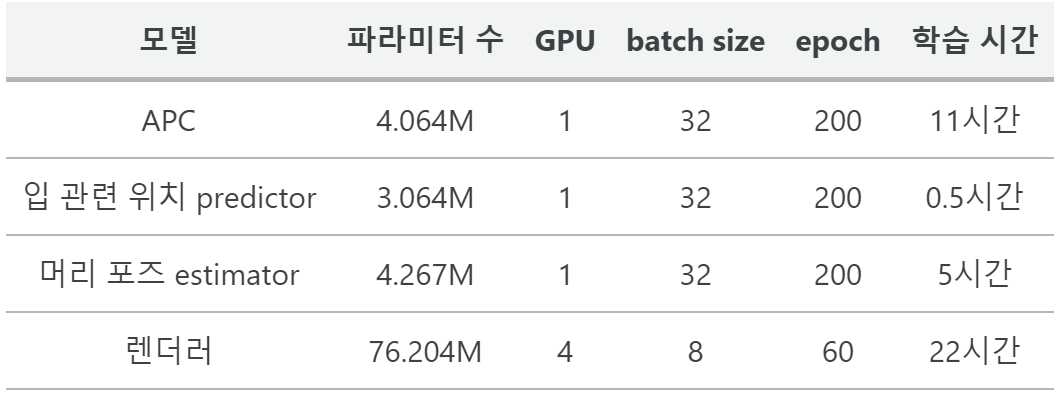 모델 파라미터 수 GPU batch size epoch 학습 시간
APC 4.064M 1 32 200 11시간
입 관련 위치 predictor 3.064M 1 32 200 0.5시간
머리 포즈 estimator 4.267M 1 32 200 5시간
렌더러 76.204M 4 8 60 22시간